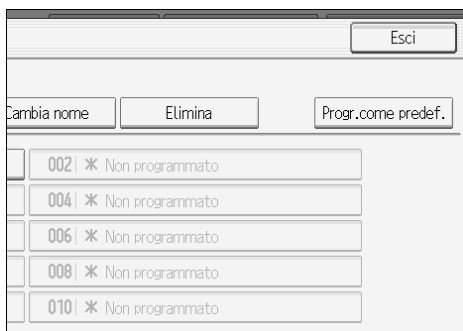 Esci
Cambia nome Elimina Progr.come predef.
002 * Non programmato
004 * Non programmato
006 * Non programmato
008 * Non programmato
010 * Non programmato